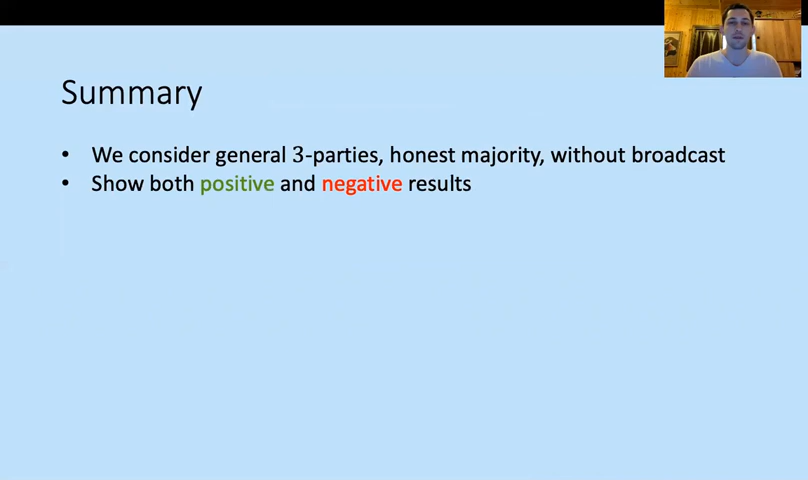 Summary
• We consider general 3-parties, honest majority, without broadcast
• Show both positive and negative results